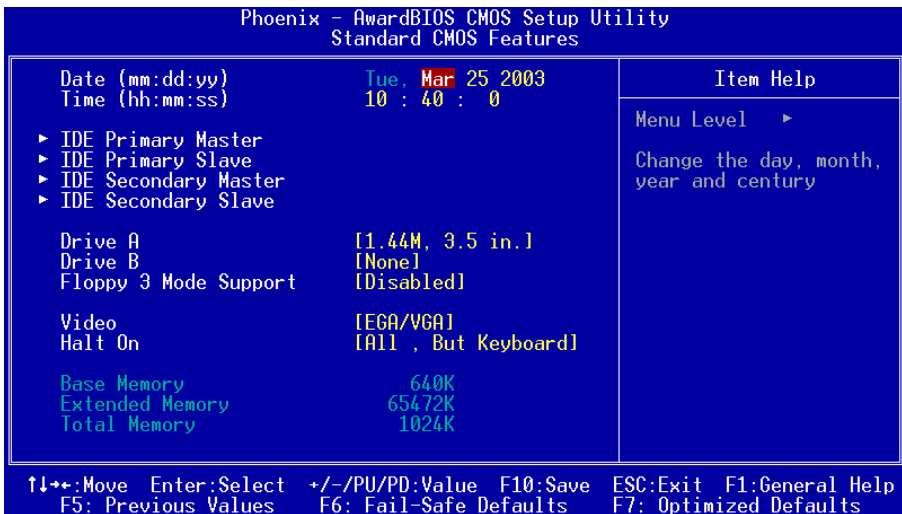 Phoenix - AwardBIOS CMOS Setup Utility
Standard CMOS Features
Date (mm:dd:yy) Tue, Mar 25 2003
Time (hh:mm:ss) 10 : 40 : 0
▶ IDE Primary Master
▶ IDE Primary Slave
▶ IDE Secondary Master
▶ IDE Secondary Slave
Drive A [1.44M, 3.5 in.]
Drive B [None]
Floppy 3 Mode Support [Disabled]
Video [EGA/VGA]
Halt On [All , But Keyboard]
Base Memory 640K
Extended Memory 65472K
Total Memory 1024K
Item Help
Menu Level ▶
Change the day, month,
year and century
↑↓→←:Move Enter:Select +/-/PU/PD:Value F10:Save ESC:Exit F1:General Help
F5: Previous Values F6: Fail-Safe Defaults F7: Optimized Defaults